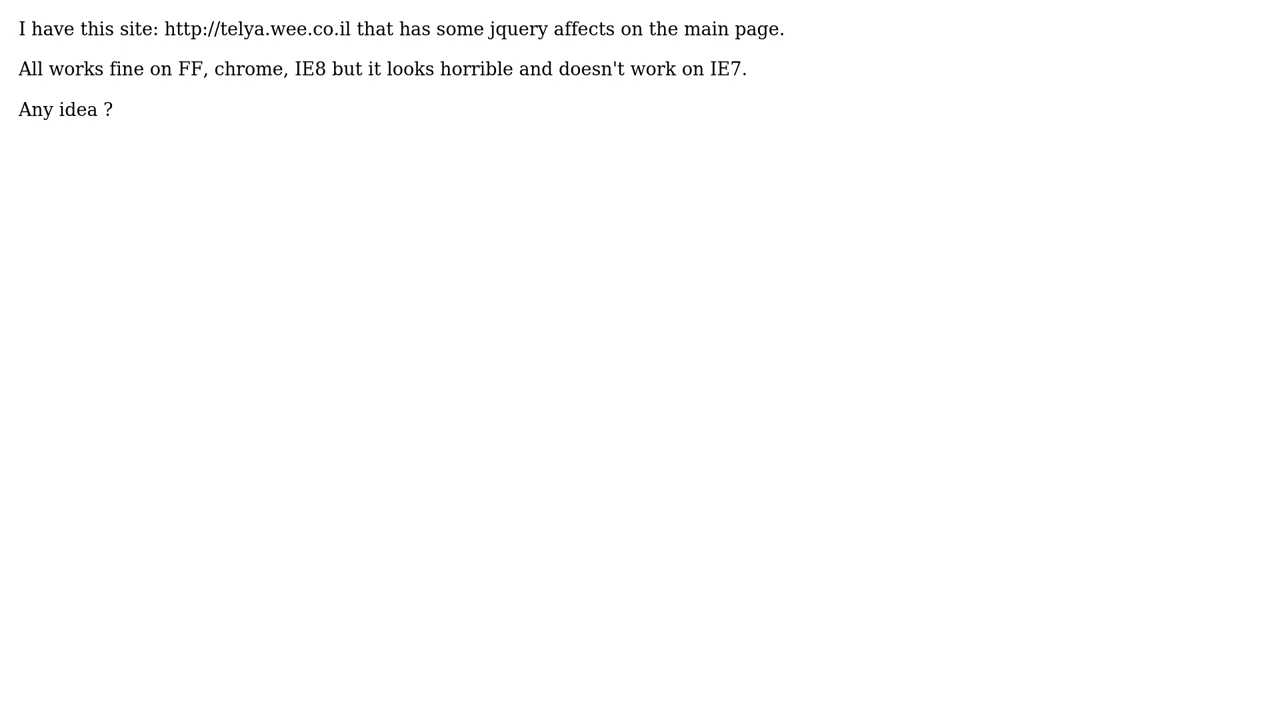 I have this site: http://telya.wee.co.il that has some jquery affects on the main page.
All works fine on FF, chrome, IE8 but it looks horrible and doesn't work on IE7.
Any idea ?